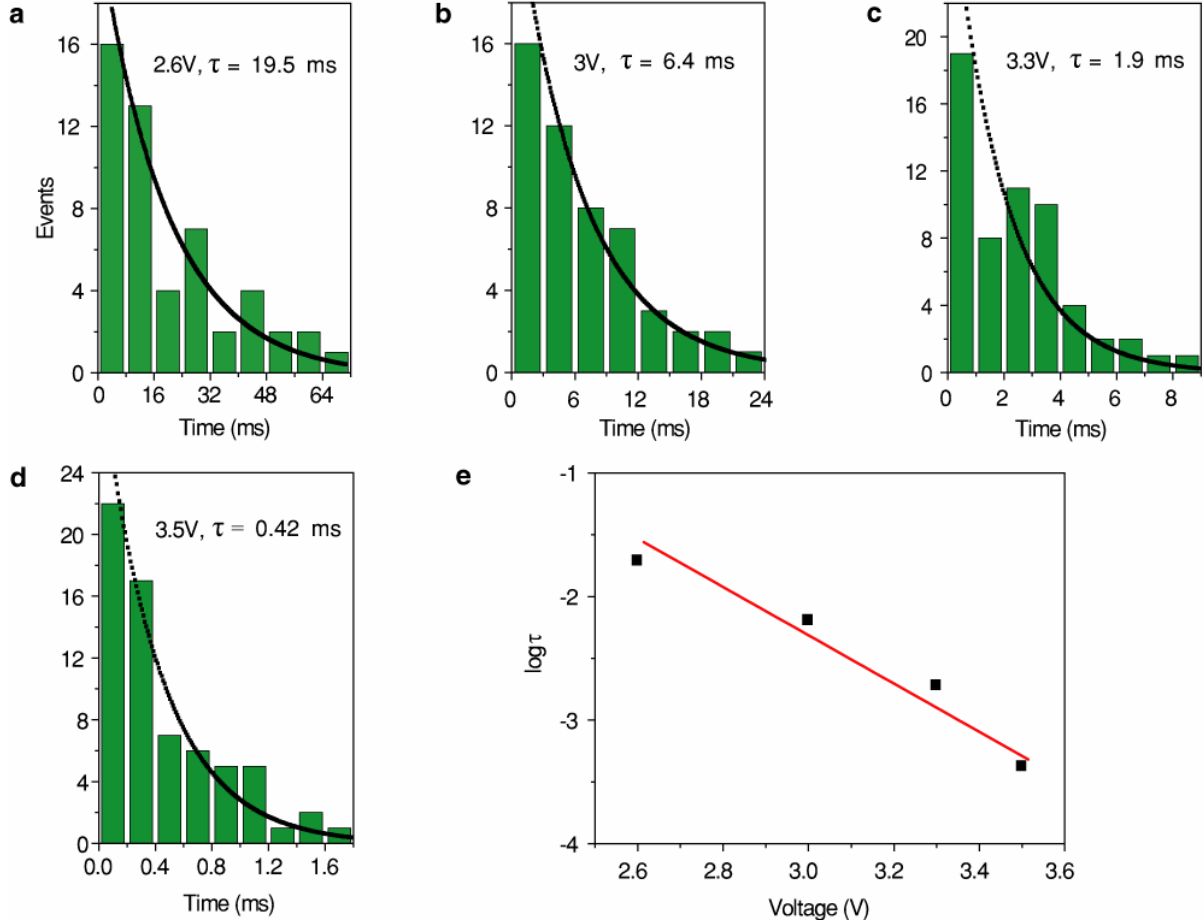 a
16
12
8
4
0
Events
2.6V, τ = 19.5 ms
0 16 32 48 64
Time (ms)
b
16
12
8
4
0
3V, τ = 6.4 ms
0 6 12 18 24
Time (ms)
c
20
16
12
8
4
0
3.3V, τ = 1.9 ms
0 2 4 6 8
Time (ms)
d
24
20
16
12
8
4
0
3.5V, τ = 0.42 ms
0.0 0.4 0.8 1.2 1.6
Time (ms)
e
-1
-2
-3
-4
logτ
2.6 2.8 3.0 3.2 3.4 3.6
Voltage (V)